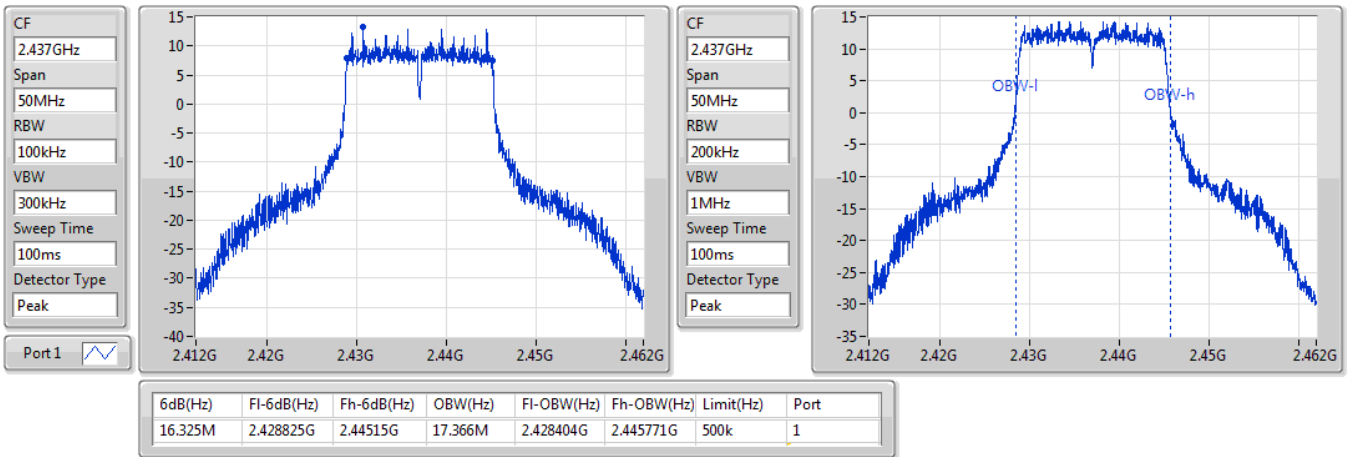 CF
2.437GHz
Span
50MHz
RBW
100kHz
VBW
300kHz
Sweep Time
100ms
Detector Type
Peak
Port 1
15
10
5
0
-5
-10
-15
-20
-25
-30
-35
-40
2.412G 2.42G 2.43G 2.44G 2.45G 2.462G
CF
2.437GHz
Span
50MHz
RBW
200kHz
VBW
1MHz
Sweep Time
100ms
Detector Type
Peak
15
10
5
0
-5
-10
-15
-20
-25
-30
-35
OBW-l OBW-h
2.412G 2.42G 2.43G 2.44G 2.45G 2.462G
6dB(Hz) Fl-6dB(Hz) Fh-6dB(Hz) OBW(Hz) Fl-OBW(Hz) Fh-OBW(Hz) Limit(Hz) Port
16.325M 2.428825G 2.44515G 17.366M 2.428404G 2.445771G 500k 1